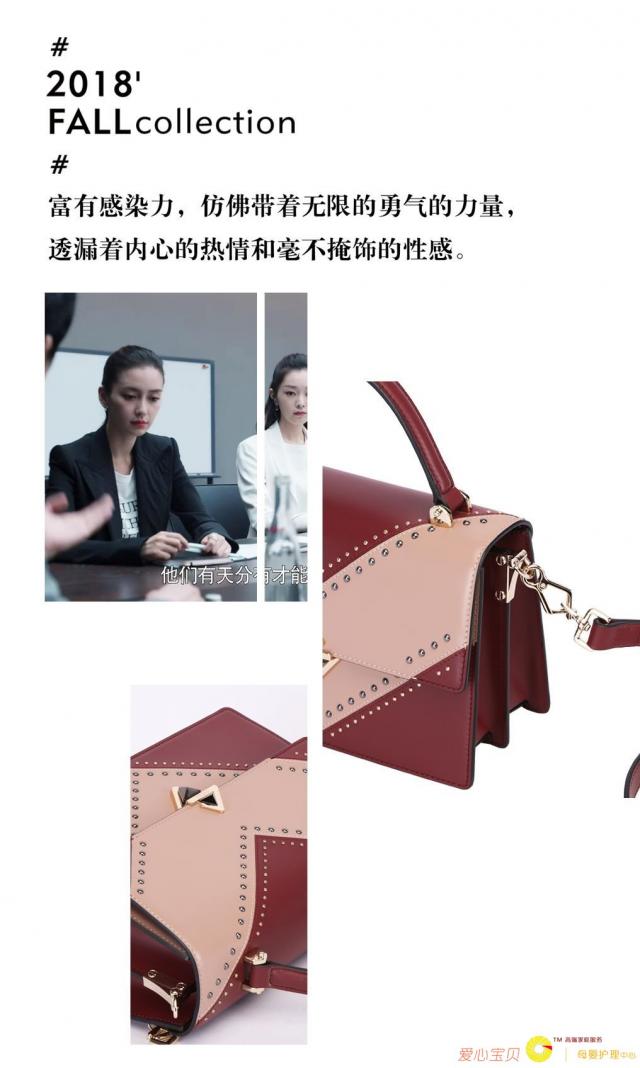 #
2018'
FALLcollection
#
富有感染力，仿佛带着无限的勇气的力量，
透漏着内心的热情和毫不掩饰的性感。
他们有天分有才能
爱心宝贝
TM 高端家庭服务
母婴护理中心